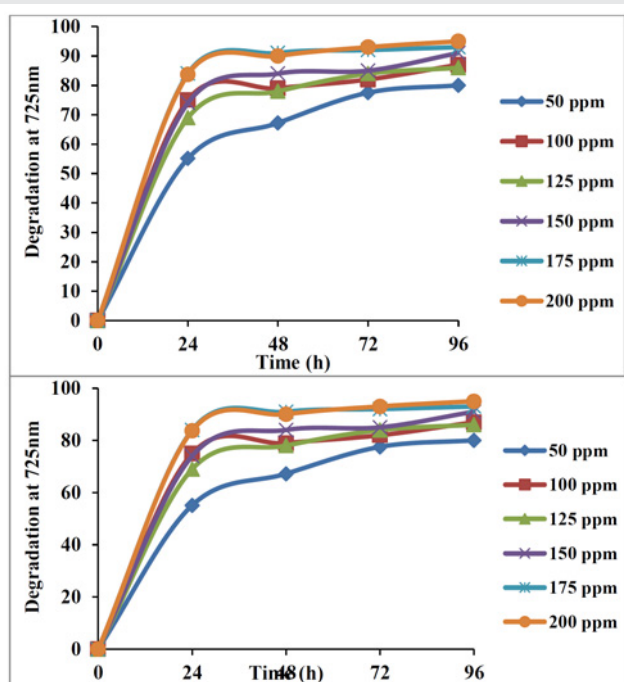 Degradation at 725nm
100
90
80
70
60
50
40
30
20
10
0
0 24 48 72 96
Time (h)
50 ppm
100 ppm
125 ppm
150 ppm
175 ppm
200 ppm
Degradation at 725nm
100
80
60
40
20
0
0 24 48 72 96
Time (h)
50 ppm
100 ppm
125 ppm
150 ppm
175 ppm
200 ppm